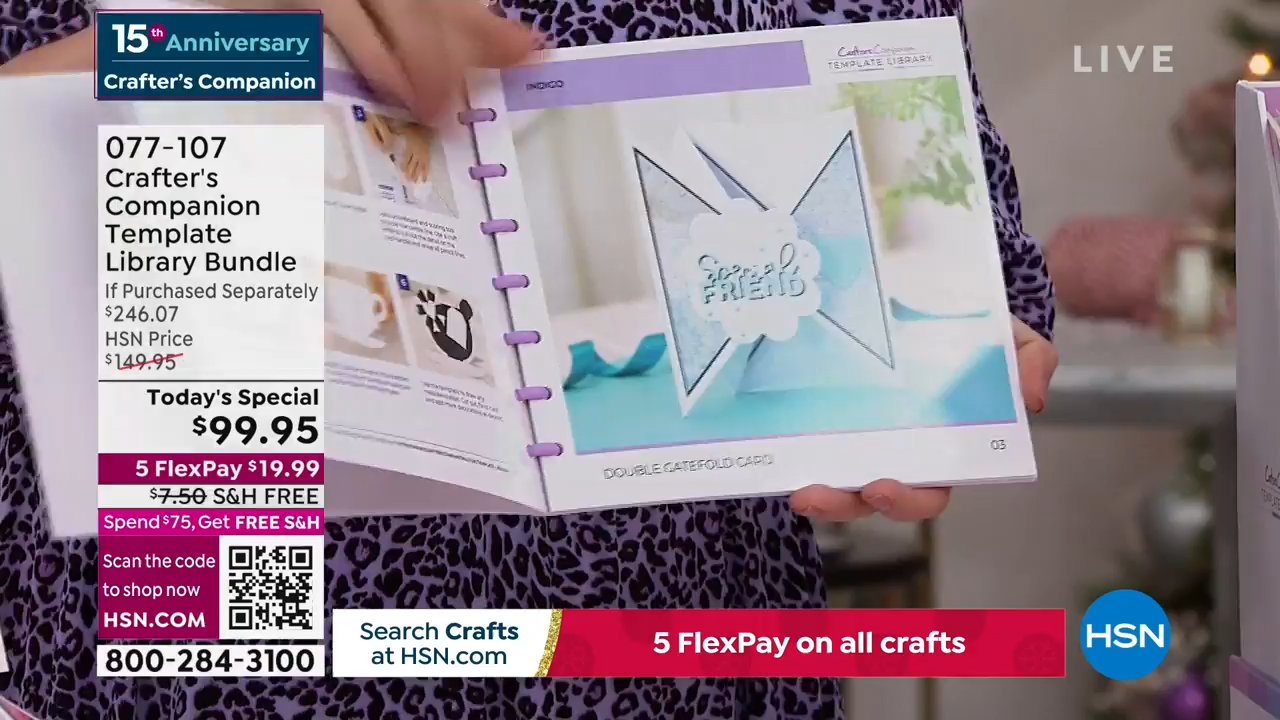 15th Anniversary
Crafter's Companion
077-107
Crafter's
Companion
Template
Library Bundle
If Purchased Separately
$246.07
HSN Price
$149.95
Today's Special
$99.95
5 FlexPay $19.99
$7.50 S&H FREE
Spend $75, Get FREE S&H
Scan the code
to shop now
HSN.COM
800-284-3100
INDIGO
Crafter's Companion
TEMPLATE LIBRARY
Special
FRIEND
DOUBLE GATEFOLD CARD
03
LIVE
Search Crafts
at HSN.com
5 FlexPay on all crafts
HSN